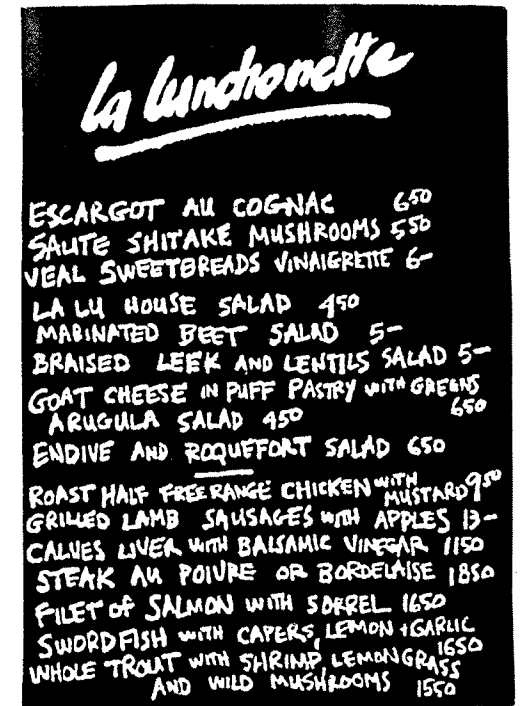 La Lunchonette
ESCARGOT AU COGNAC 650
SAUTE SHITAKE MUSHROOMS 550
VEAL SWEETBREADS VINAIGRETTE 6-
LA LU HOUSE SALAD 450
MARINATED BEET SALAD 5-
BRAISED LEEK AND LENTILS SALAD 5-
GOAT CHEESE IN PUFF PASTRY WITH GREENS
650
ARUGULA SALAD 450
ENDIVE AND ROQUEFORT SALAD 650
ROAST HALF FREE RANGE CHICKEN WITH
MUSTARD 950
GRILLED LAMB SAUSAGES WITH APPLES 13-
CALVES LIVER WITH BALSAMIC VINEGAR 1150
STEAK AU POIVRE OR BORDELAISE 1850
FILET OF SALMON WITH SORREL 1650
SWORDFISH WITH CAPERS, LEMON + GARLIC
1650
WHOLE TROUT WITH SHRIMP, LEMONGRASS
AND WILD MUSHROOMS 1550